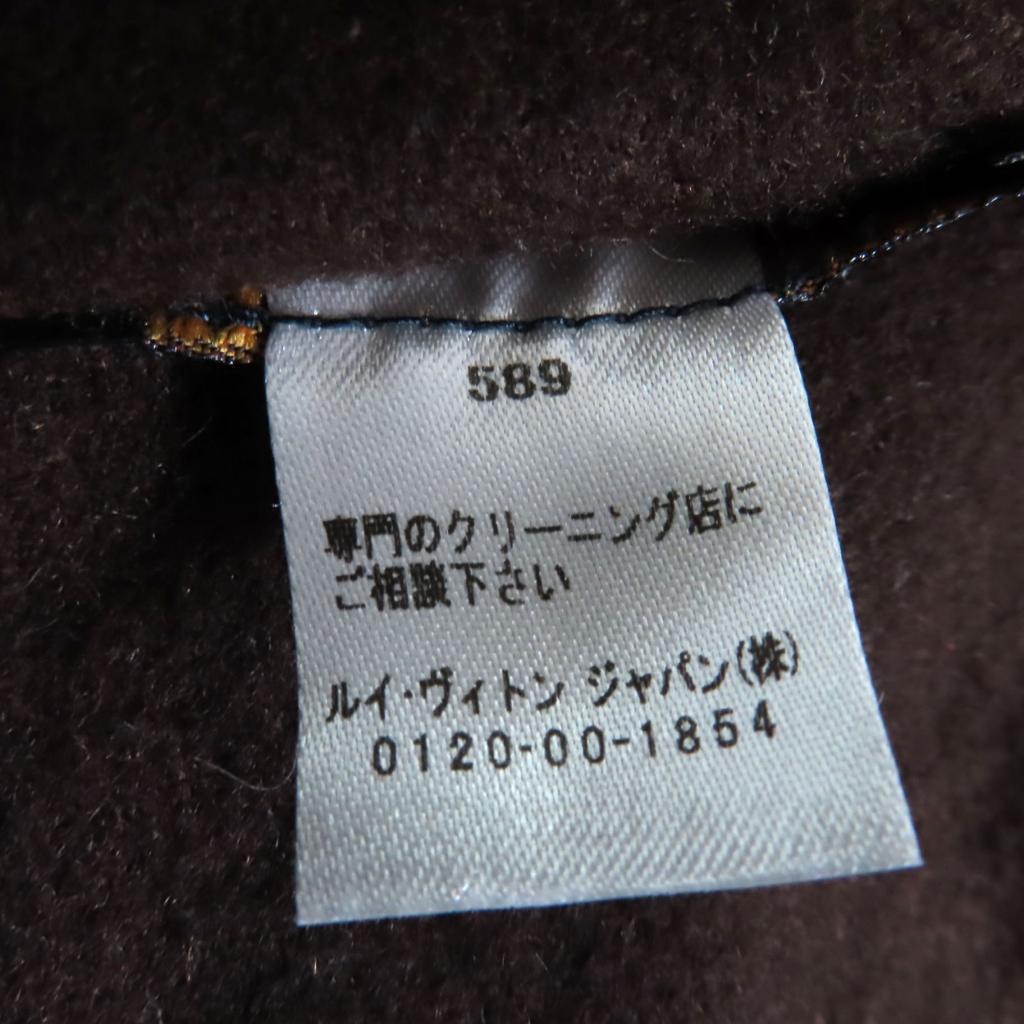 589
専門のクリーニング店に
ご相談下さい
ルイ・ヴィトン ジャパン(株)
0120-00-1854